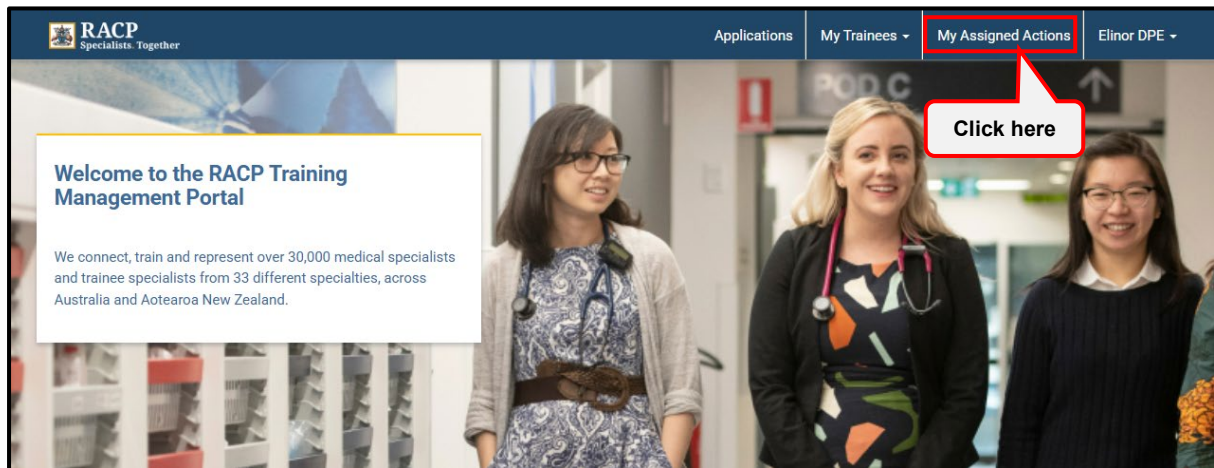 RACP
Specialists. Together
Applications
My Trainees
My Assigned Actions
Elinor DPE
POD C
Click here
Welcome to the RACP Training
Management Portal
We connect, train and represent over 30,000 medical specialists
and trainee specialists from 33 different specialties, across
Australia and Aotearoa New Zealand.